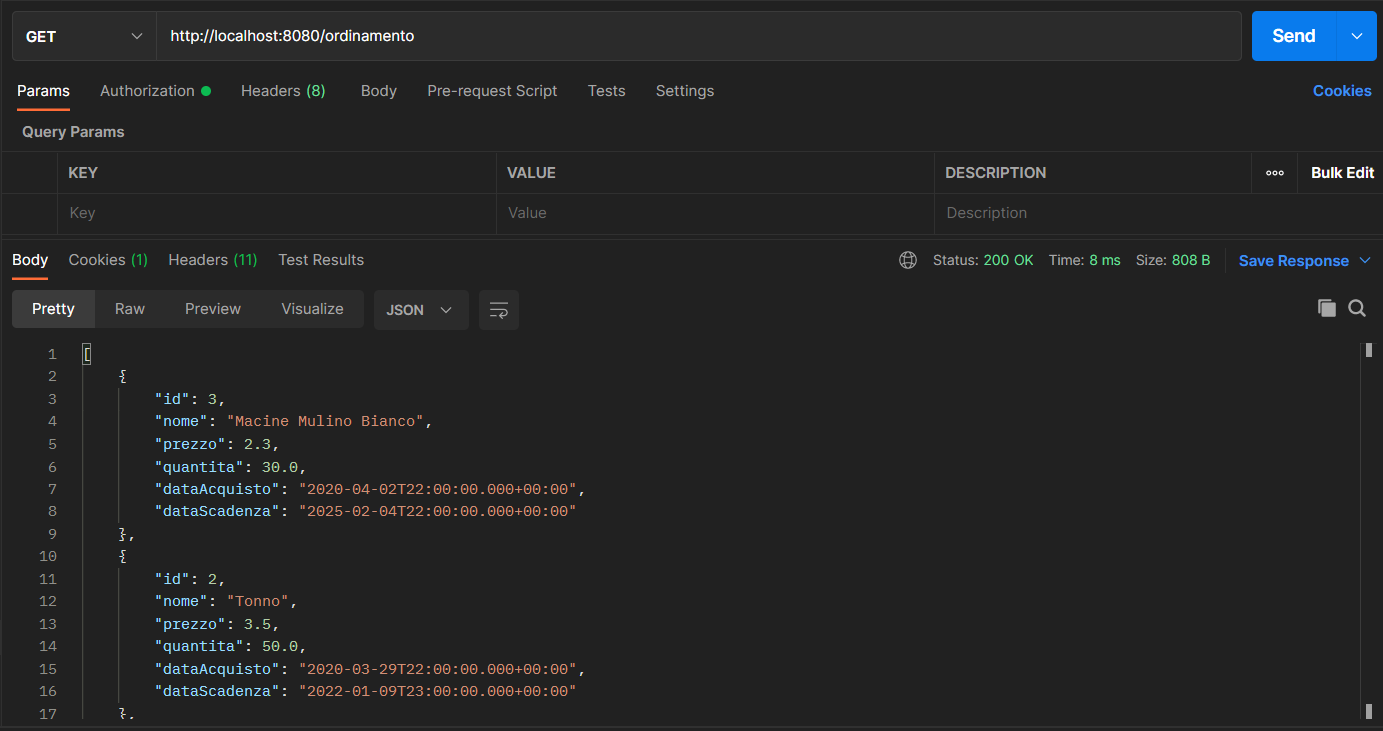 GET http://localhost:8080/ordinamento Send
Params Authorization Headers (8) Body Pre-request Script Tests Settings Cookies
Query Params
KEY VALUE DESCRIPTION ooo Bulk Edit
Key Value Description
Body Cookies (1) Headers (11) Test Results Status: 200 OK Time: 8 ms Size: 808 B Save Response
Pretty Raw Preview Visualize JSON
1 [
2 {
3 "id": 3,
4 "nome": "Macine Mulino Bianco",
5 "prezzo": 2.3,
6 "quantita": 30.0,
7 "dataAcquisto": "2020-04-02T22:00:00.000+00:00",
8 "dataScadenza": "2025-02-04T22:00:00.000+00:00"
9 },
10 {
11 "id": 2,
12 "nome": "Tonno",
13 "prezzo": 3.5,
14 "quantita": 50.0,
15 "dataAcquisto": "2020-03-29T22:00:00.000+00:00",
16 "dataScadenza": "2022-01-09T23:00:00.000+00:00"
17 },